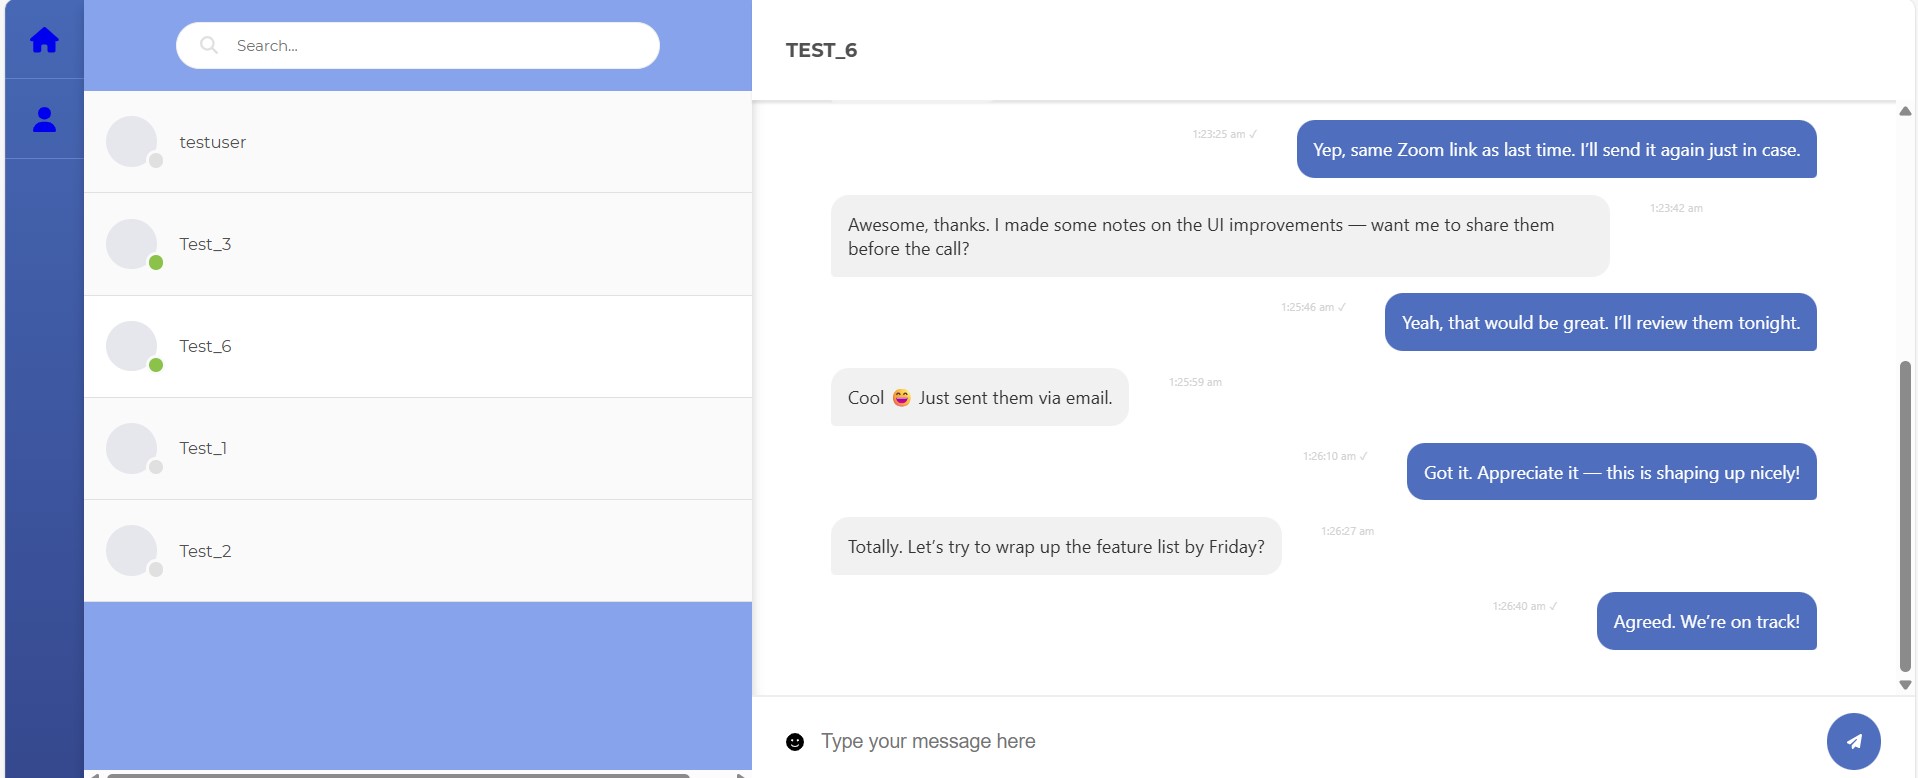 Search...
testuser
Test_3
Test_6
Test_1
Test_2
TEST_6
1:23:25 am ✓
Yep, same Zoom link as last time. I’ll send it again just in case.
Awesome, thanks. I made some notes on the UI improvements — want me to share them
before the call?
1:23:42 am
1:25:46 am ✓
Yeah, that would be great. I’ll review them tonight.
Cool 😄 Just sent them via email.
1:25:59 am
1:26:10 am ✓
Got it. Appreciate it — this is shaping up nicely!
Totally. Let’s try to wrap up the feature list by Friday?
1:26:27 am
1:26:40 am ✓
Agreed. We’re on track!
Type your message here